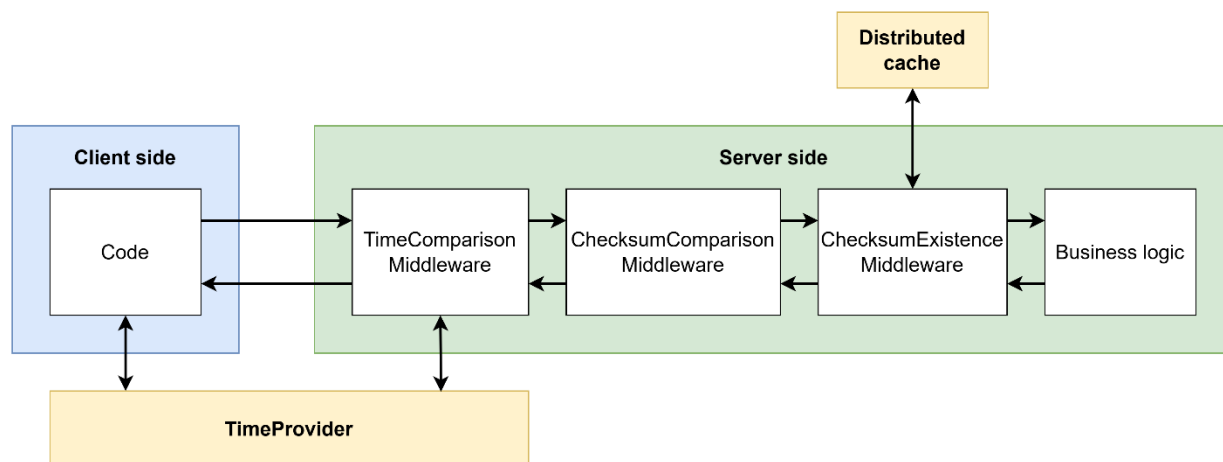 Distributed
cache
Client side
Server side
Code
TimeComparison
Middleware
ChecksumComparison
Middleware
ChecksumExistence
Middleware
Business logic
TimeProvider